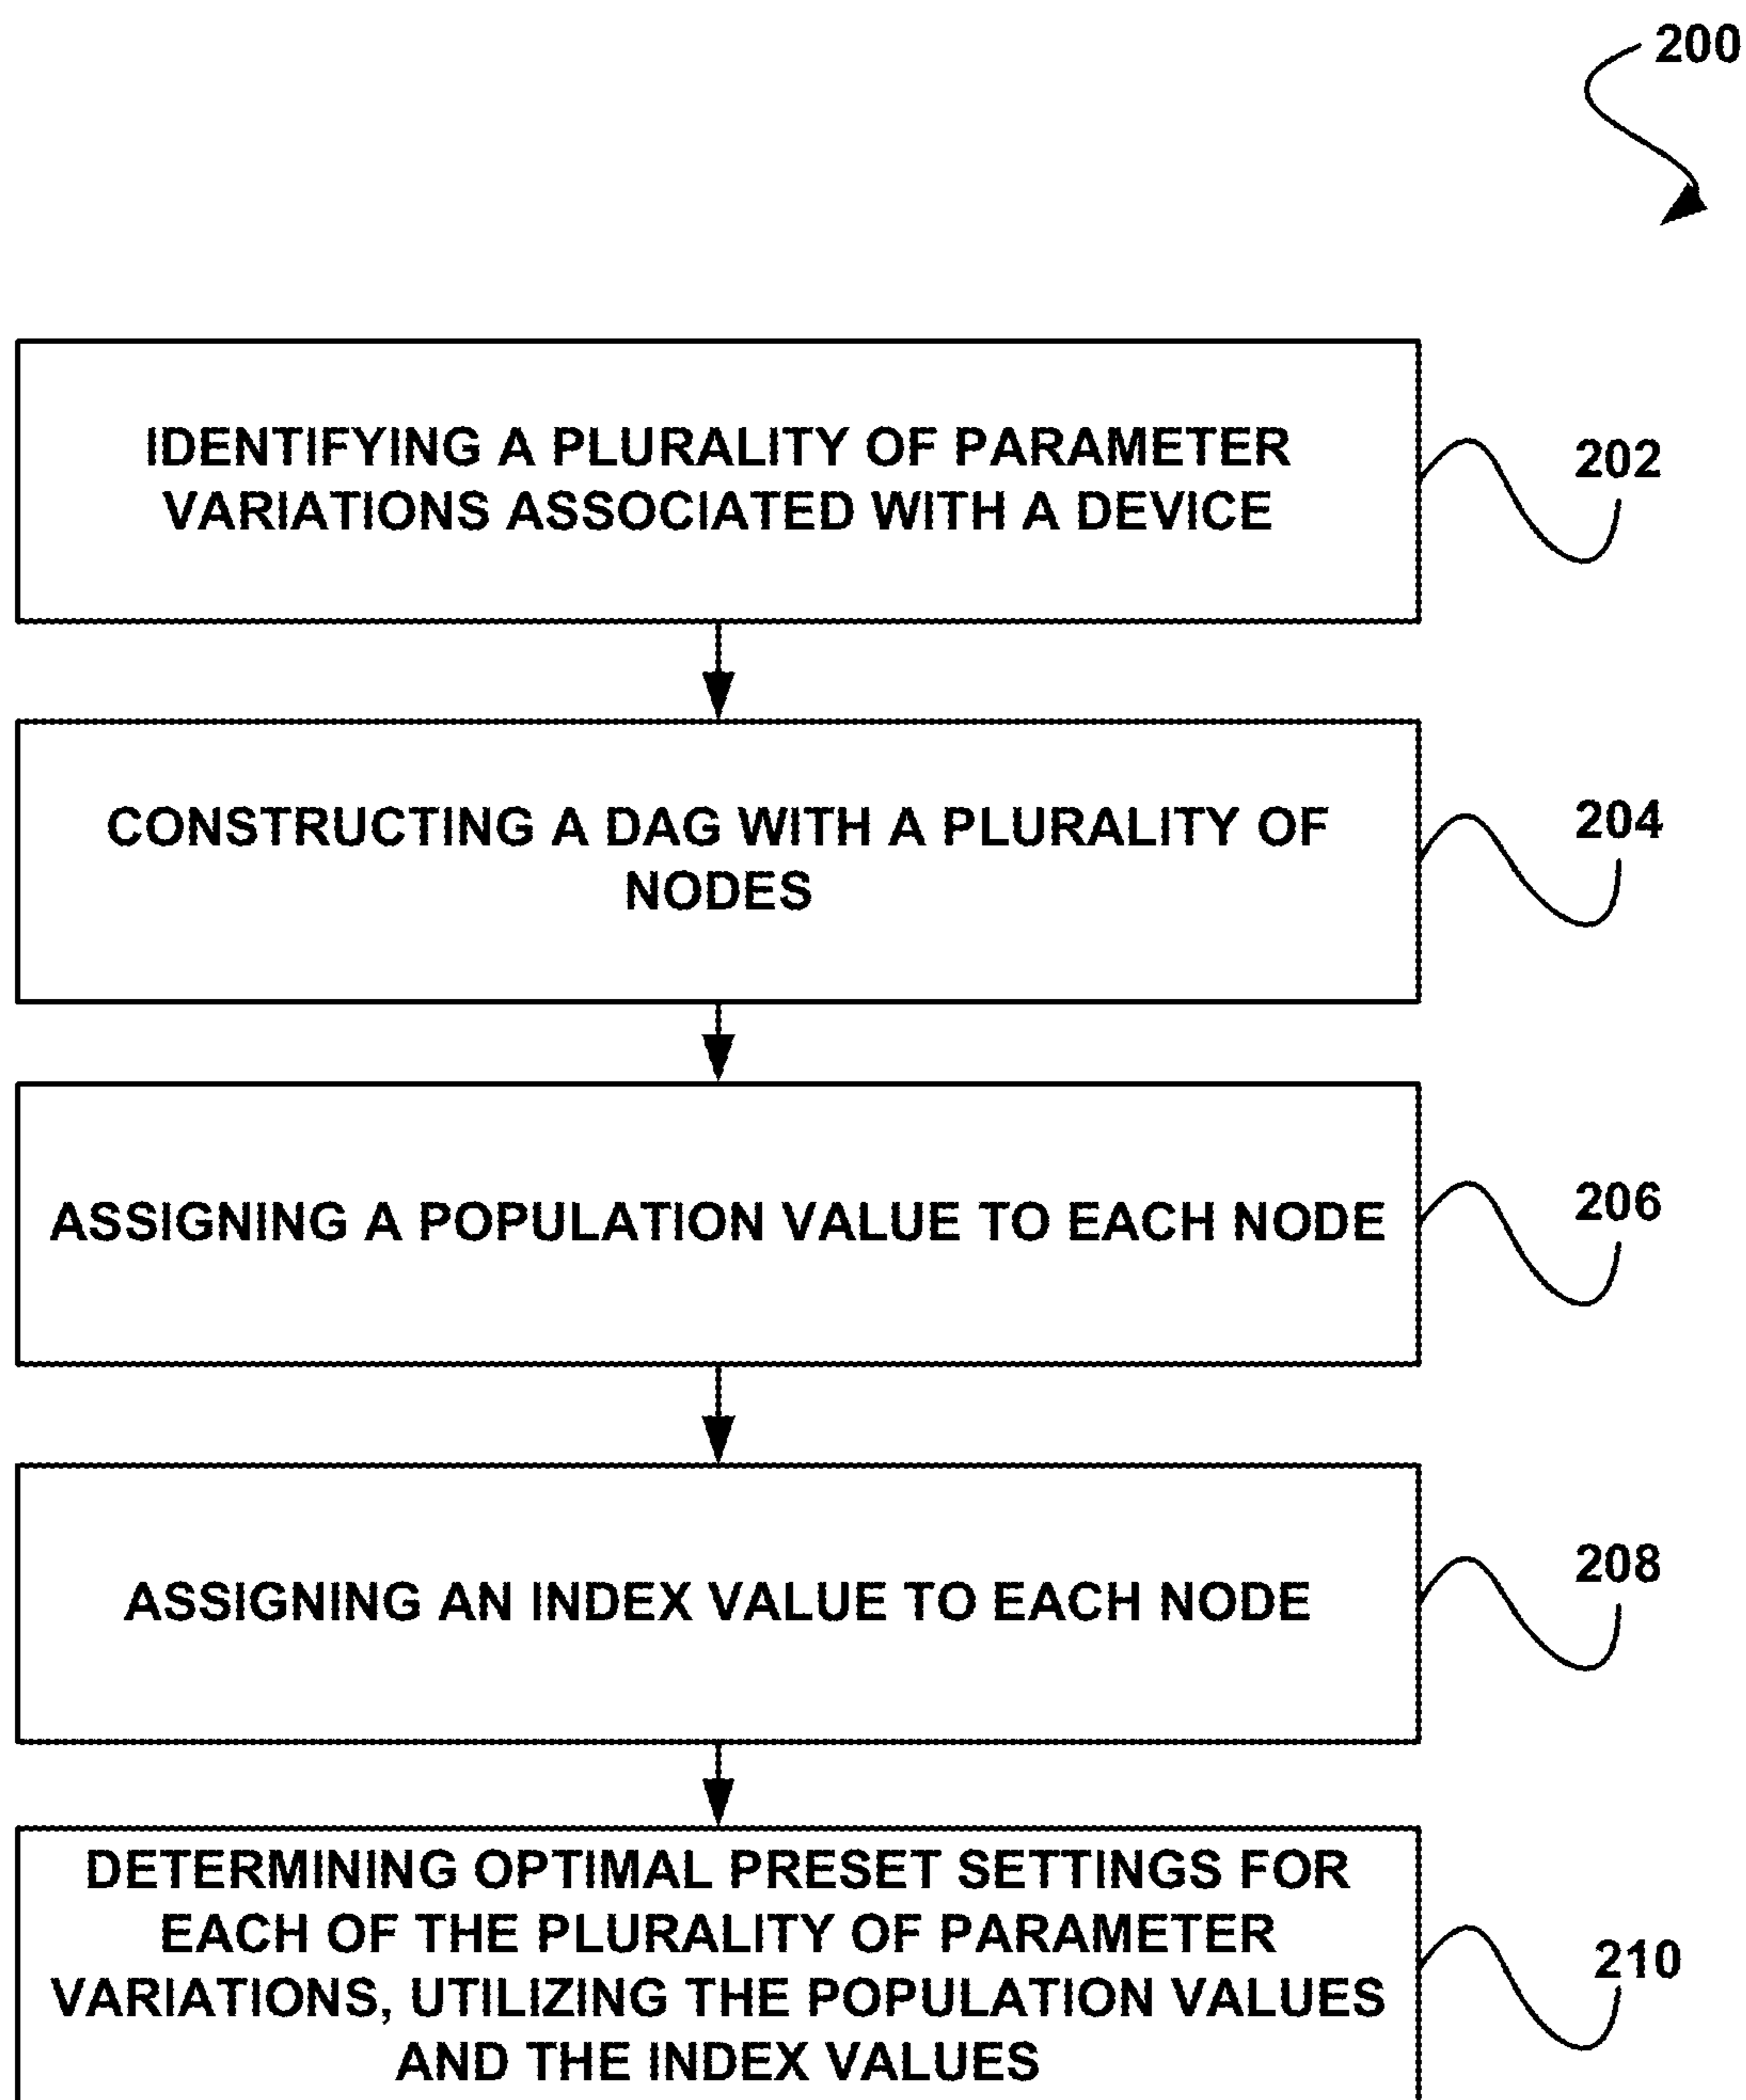 200
IDENTIFYING A PLURALITY OF PARAMETER
VARIATIONS ASSOCIATED WITH A DEVICE
202
CONSTRUCTING A DAG WITH A PLURALITY OF
NODES
204
ASSIGNING A POPULATION VALUE TO EACH NODE
206
ASSIGNING AN INDEX VALUE TO EACH NODE
208
DETERMINING OPTIMAL PRESET SETTINGS FOR
EACH OF THE PLURALITY OF PARAMETER
VARIATIONS, UTILIZING THE POPULATION VALUES
AND THE INDEX VALUES
210